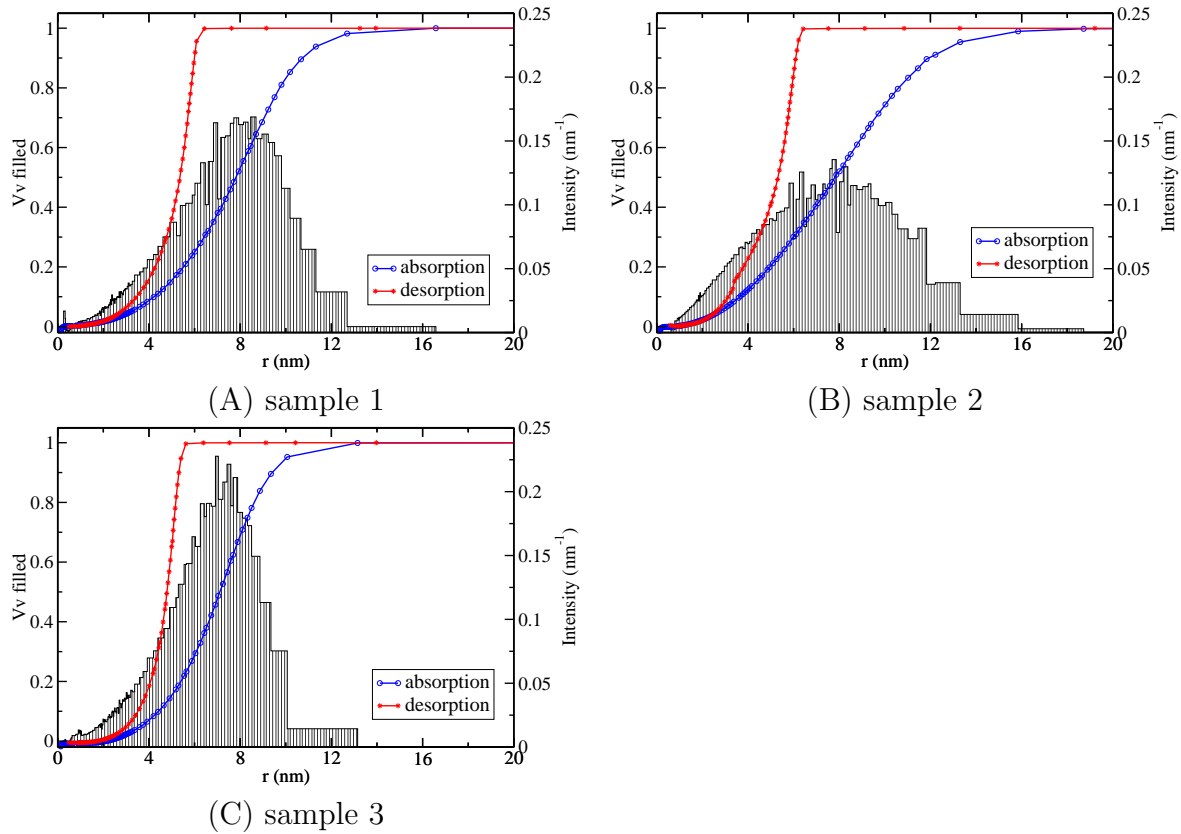 0 4 8 12 16 20
r (nm)
0
0.2
0.4
0.6
0.8
1
Vv filled
0
0.05
0.1
0.15
0.2
0.25
Intensity (nm-1)
absorption
desorption
(A) sample 1
0 4 8 12 16 20
r (nm)
0
0.2
0.4
0.6
0.8
1
Vv filled
0
0.05
0.1
0.15
0.2
0.25
Intensity (nm-1)
absorption
desorption
(B) sample 2
0 4 8 12 16 20
r (nm)
0
0.2
0.4
0.6
0.8
1
Vv filled
0
0.05
0.1
0.15
0.2
0.25
Intensity (nm-1)
absorption
desorption
(C) sample 3